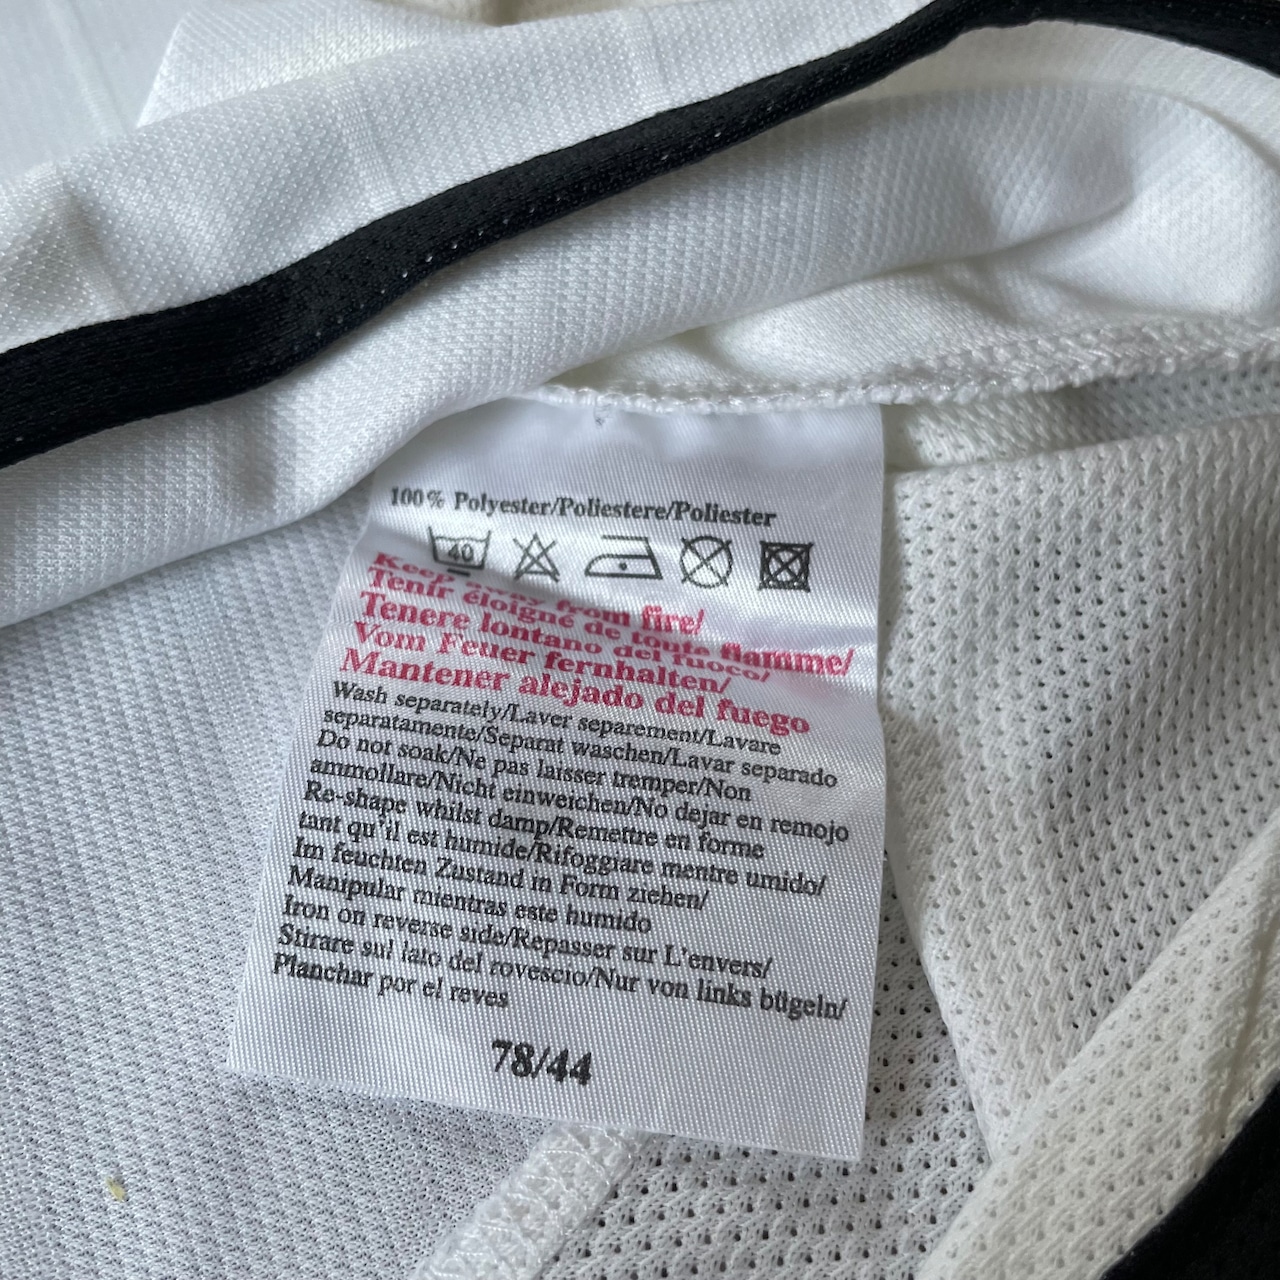 100% Polyester/Poliestere/Poliester
40
Keep away from fire/
Tenir éloigné de toute flamme/
Tenere lontano del fuoco/
Vom Feuer fernhalten/
Mantener alejado del fuego
Wash separately/Laver separement/Lavare
separatamente/Separat waschen/Lavar separado
Do not soak/Ne pas laisser tremper/Non
ammollare/Nicht einweichen/No dejar en remojo
Re-shape whilst damp/Remettre en forme
tant qu'il est humide/Rifoggiare mentre umido/
Im feuchten Zustand in Form ziehen/
Manipular mientras este humido
Iron on reverse side/Repasser sur L'envers/
Stirare sul lato del rovescio/Nur von links bügeln/
Planchar por el reves
78/44